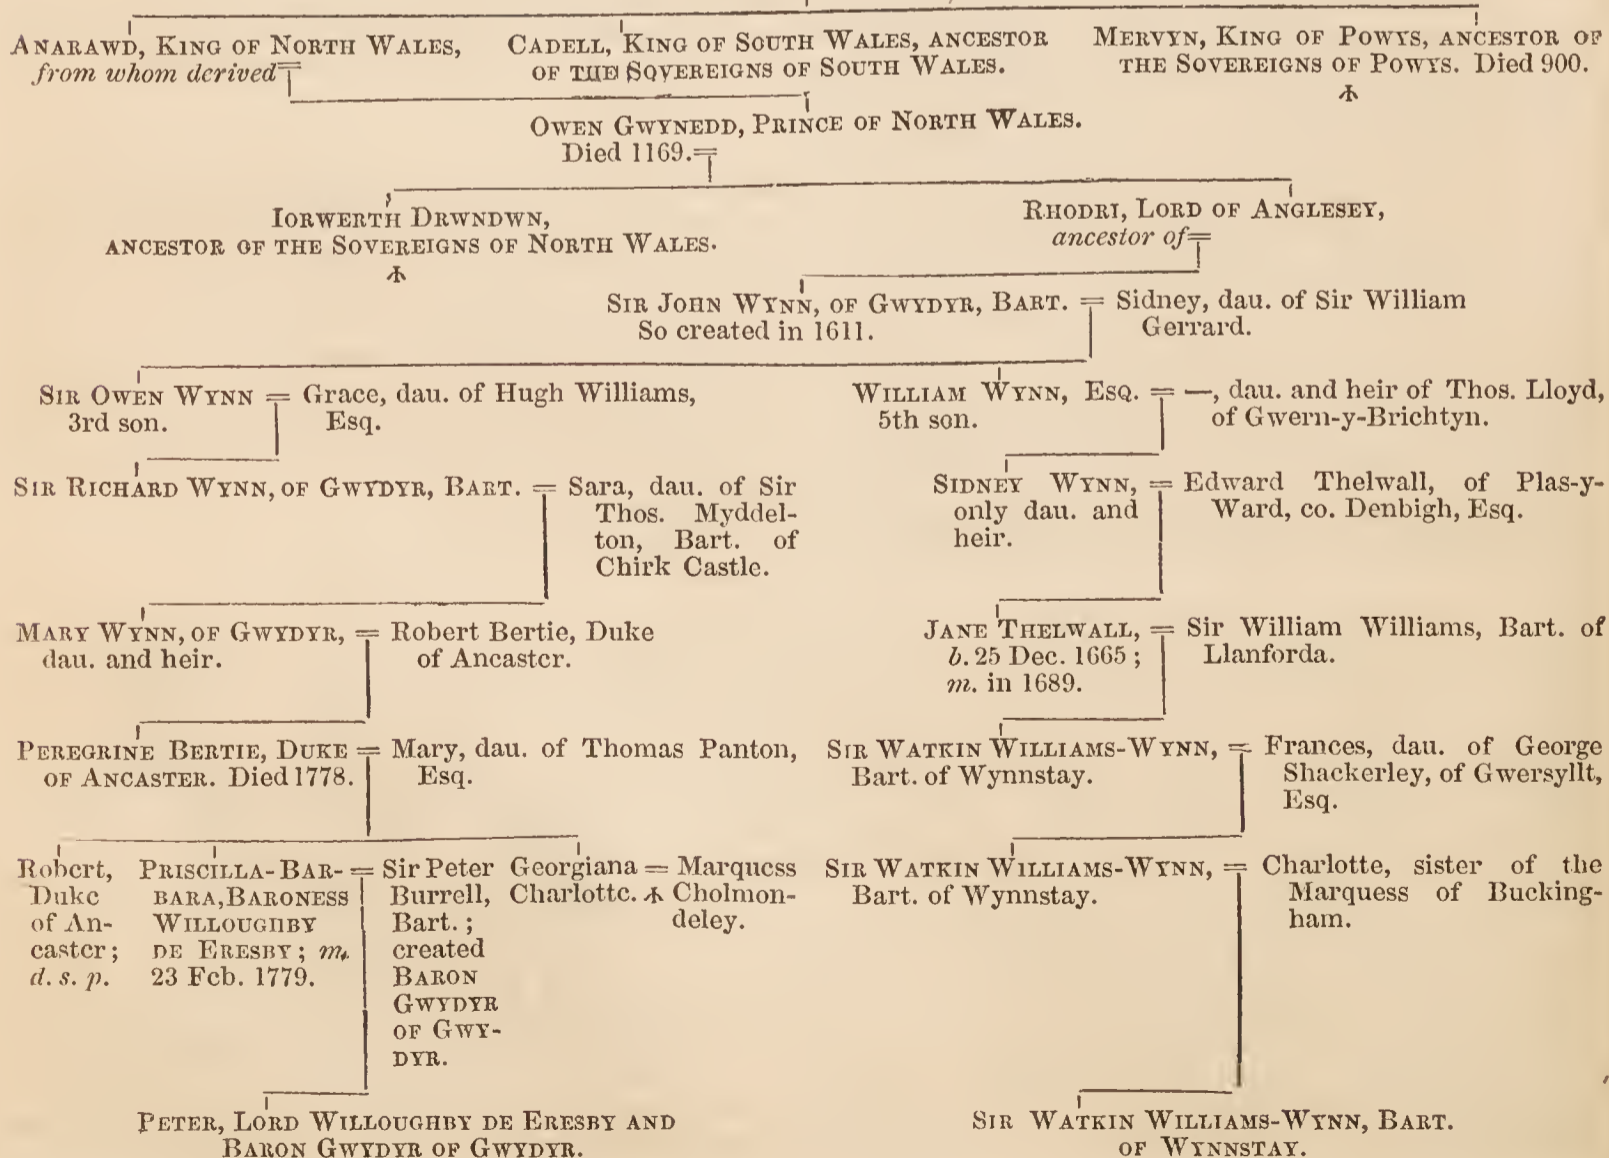 ANARAWD, KING OF NORTH WALES,
from whom derived
CADELL, KING OF SOUTH WALES, ANCESTOR
OF THE SOVEREIGNS OF SOUTH WALES.
MERVYN, KING OF POWYS, ANCESTOR OF
THE SOVEREIGNS OF POWYS. Died 900.
OWEN GWYNEDD, PRINCE OF NORTH WALES.
Died 1169.=
IORWERTH DRWNDWN,
ANCESTOR OF THE SOVEREIGNS OF NORTH WALES.
RHODRI, LORD OF ANGLESEY,
ancestor of=
SIR JOHN WYNN, OF GWYDYR, BART. = Sidney, dau. of Sir William
So created in 1611. Gerrard.
SIR OWEN WYNN = Grace, dau. of Hugh Williams,
3rd son. Esq.
WILLIAM WYNN, ESQ. = —, dau. and heir of Thos. Lloyd,
5th son. of Gwern-y-Brichtyn.
SIR RICHARD WYNN, OF GWYDYR, BART. = Sara, dau. of Sir
Thos. Myddel-
ton, Bart. of
Chirk Castle.
SIDNEY WYNN, = Edward Thelwall, of Plas-y-
only dau. and Ward, co. Denbigh, Esq.
heir.
MARY WYNN, OF GWYDYR, = Robert Bertie, Duke
dau. and heir. of Ancaster.
JANE THELWALL, = Sir William Williams, Bart. of
b. 25 Dec. 1665; Llanforda.
m. in 1689.
PEREGRINE BERTIE, DUKE = Mary, dau. of Thomas Panton,
OF ANCASTER. Died 1778. Esq.
SIR WATKIN WILLIAMS-WYNN, = Frances, dau. of George
Bart. of Wynnstay. Shackerley, of Gwersyllt,
Esq.
Robert,
Duke
of An-
caster;
d. s. p.
PRISCILLA-BAR-
BARA, BARONESS
WILLOUGHBY
DE ERESBY; m.
23 Feb. 1779.
= Sir Peter
Burrell,
Bart.;
created
BARON
GWYDYR
OF GWY-
DYR.
Georgiana = Marquess
Charlotte. Cholmon-
deley.
SIR WATKIN WILLIAMS-WYNN, = Charlotte, sister of the
Bart. of Wynnstay. Marquess of Bucking-
ham.
PETER, LORD WILLOUGHBY DE ERESBY AND
BARON GWYDYR OF GWYDYR.
SIR WATKIN WILLIAMS-WYNN, BART.
OF WYNNSTAY.